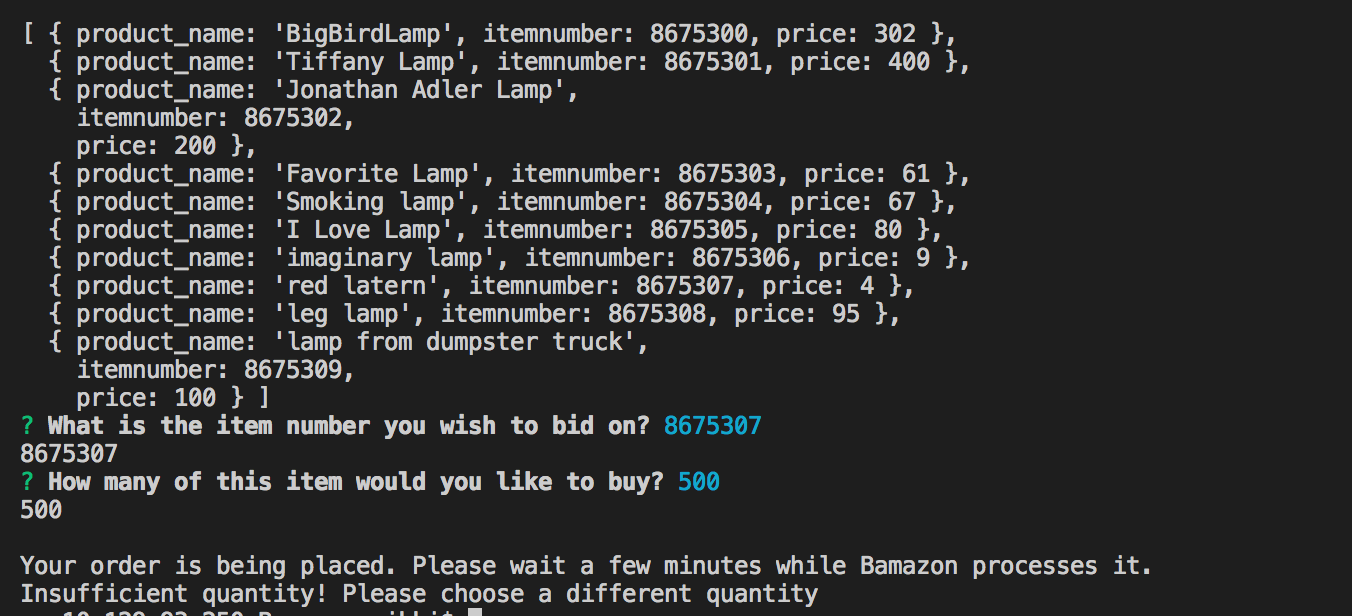 [ { product_name: 'BigBirdLamp', itemnumber: 8675300, price: 302 },
{ product_name: 'Tiffany Lamp', itemnumber: 8675301, price: 400 },
{ product_name: 'Jonathan Adler Lamp',
itemnumber: 8675302,
price: 200 },
{ product_name: 'Favorite Lamp', itemnumber: 8675303, price: 61 },
{ product_name: 'Smoking lamp', itemnumber: 8675304, price: 67 },
{ product_name: 'I Love Lamp', itemnumber: 8675305, price: 80 },
{ product_name: 'imaginary lamp', itemnumber: 8675306, price: 9 },
{ product_name: 'red latern', itemnumber: 8675307, price: 4 },
{ product_name: 'leg lamp', itemnumber: 8675308, price: 95 },
{ product_name: 'lamp from dumpster truck',
itemnumber: 8675309,
price: 100 } ]
? What is the item number you wish to bid on? 8675307
8675307
? How many of this item would you like to buy? 500
500
Your order is being placed. Please wait a few minutes while Bamazon processes it.
Insufficient quantity! Please choose a different quantity